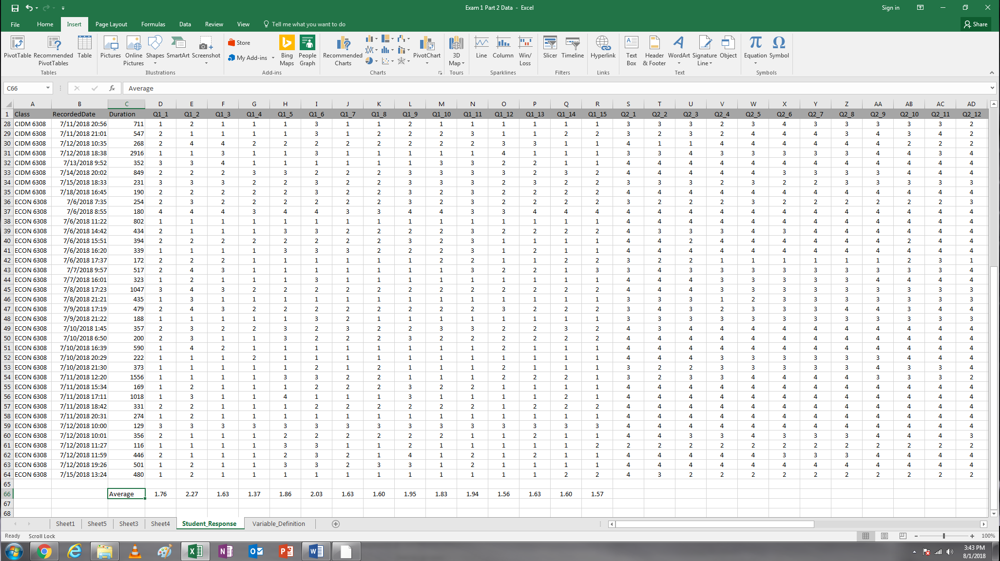 Exam 1 Part 2 Data - Excel
Sign in
File Home Insert Page Layout Formulas Data Review View Tell me what you want to do
Share
PivotTable Recommended PivotTables Table
Pictures Online Pictures Shapes SmartArt Screenshot
Store
My Add-ins
Bing Maps People Graph
Recommended Charts PivotChart
3D Map
Line Column Win/Loss
Slicer Timeline
Hyperlink
Text Box Header & Footer WordArt Signature Line Object
Equation Symbol
Tables Illustrations Add-ins Charts Tours Sparklines Filters Links Text Symbols
C66 fx Average
A B C D E F G H I J K L M N O P Q R S T U V W X Y Z AA AB AC AD
1 Class RecordedDate Duration Q1_1 Q1_2 Q1_3 Q1_4 Q1_5 Q1_6 Q1_7 Q1_8 Q1_9 Q1_10 Q1_11 Q1_12 Q1_13 Q1_14 Q1_15 Q2_1 Q2_2 Q2_3 Q2_4 Q2_5 Q2_6 Q2_7 Q2_8 Q2_9 Q2_10 Q2_11 Q2_12
28 CIDM 6308 7/11/2018 20:56 711 1 2 1 1 1 3 1 1 2 1 1 1 1 1 1 3 3 3 2 3 4 3 3 3 3 3 2
29 CIDM 6308 7/11/2018 21:01 547 2 1 1 1 1 3 1 2 2 2 3 1 1 2 2 3 2 3 2 4 4 4 3 4 3 4 2
30 CIDM 6308 7/12/2018 10:35 268 2 4 4 2 2 2 2 2 2 2 2 3 3 1 1 4 1 1 4 4 4 4 4 4 2 2 2
31 CIDM 6308 7/12/2018 18:38 2916 1 1 3 1 1 3 1 1 1 1 1 4 1 1 1 3 3 4 3 3 3 3 3 4 4 3 4
32 CIDM 6308 7/13/2018 9:52 352 3 3 4 1 1 1 1 1 1 3 3 2 2 1 1 4 4 4 4 4 4 4 4 4 4 4 4
33 CIDM 6308 7/14/2018 20:02 849 2 2 2 3 3 2 2 2 3 3 3 3 2 3 2 4 4 4 4 4 3 3 3 3 4 4 4
34 CIDM 6308 7/15/2018 18:33 231 3 3 3 2 2 3 2 2 3 3 3 2 3 2 2 3 3 3 2 3 2 2 3 3 3 3 3
35 CIDM 6308 7/18/2018 16:45 190 2 2 2 2 2 3 2 2 3 2 3 2 2 2 2 4 4 4 4 4 4 4 4 4 4 4 4
36 ECON 6308 7/6/2018 7:35 254 2 3 2 2 2 2 2 2 3 2 3 2 2 2 2 3 2 2 2 3 2 2 2 2 2 2 3
37 ECON 6308 7/6/2018 8:55 180 4 4 4 3 4 4 3 3 4 4 3 3 4 4 4 4 4 4 4 4 4 4 4 4 4 4 4
38 ECON 6308 7/6/2018 11:22 802 1 1 1 1 1 1 1 1 1 1 1 1 1 1 1 4 4 4 4 4 4 4 4 4 4 4 4
39 ECON 6308 7/6/2018 14:42 434 2 1 1 1 3 3 2 2 2 2 3 2 2 2 2 4 3 3 3 4 3 4 4 4 4 4 4
40 ECON 6308 7/6/2018 15:51 394 2 2 2 2 2 2 2 2 3 2 3 1 1 1 1 4 4 2 4 4 4 4 4 4 2 4 4
41 ECON 6308 7/6/2018 16:20 339 1 1 1 1 3 3 3 2 2 2 3 1 2 1 1 4 4 4 4 4 4 4 4 4 4 4 4
42 ECON 6308 7/6/2018 17:37 172 2 2 2 1 1 1 1 1 1 2 2 1 1 2 2 3 2 2 1 1 1 1 1 1 2 3 1
43 ECON 6308 7/7/2018 9:57 517 2 4 3 1 1 1 1 1 1 1 3 2 2 1 3 3 4 3 3 3 3 3 3 3 3 3 4
44 ECON 6308 7/7/2018 16:01 323 1 2 1 1 1 3 1 1 1 1 1 1 1 1 1 4 4 4 3 3 3 3 3 4 4 4 4
45 ECON 6308 7/8/2018 17:23 1047 3 4 3 2 2 2 2 2 2 2 2 2 2 2 2 4 4 4 3 3 3 3 3 3 3 3 3
46 ECON 6308 7/8/2018 21:21 435 1 3 1 1 1 1 1 1 1 1 1 1 1 1 1 3 3 3 1 2 3 3 3 3 3 3 3
47 ECON 6308 7/9/2018 17:19 479 2 4 3 2 2 2 2 2 2 2 2 3 2 2 2 3 4 3 2 3 3 3 4 4 3 4 4
48 ECON 6308 7/9/2018 21:22 188 1 1 1 1 1 3 2 1 1 1 1 1 1 1 1 3 3 3 3 3 3 3 3 3 3 3 3
49 ECON 6308 7/10/2018 1:45 357 2 3 2 2 3 2 3 2 2 3 3 2 2 3 2 4 3 4 4 4 4 4 4 4 4 4 4
50 ECON 6308 7/10/2018 6:50 200 2 3 1 1 3 2 2 2 3 2 2 2 2 2 2 4 4 4 4 4 4 4 4 4 4 4 4
51 ECON 6308 7/10/2018 16:39 590 1 4 2 1 1 1 1 1 1 1 1 2 1 1 1 4 4 4 4 4 4 4 4 4 4 4 4
52 ECON 6308 7/10/2018 20:29 222 1 1 1 2 1 1 1 1 1 1 1 1 1 1 1 4 4 4 3 3 3 3 3 3 4 4 4
53 ECON 6308 7/10/2018 21:30 373 1 1 1 1 1 2 1 2 1 1 1 2 1 1 1 3 2 2 3 3 3 3 3 4 3 3 4
54 ECON 6308 7/11/2018 12:20 1556 1 1 1 1 3 3 2 2 1 1 1 2 2 2 1 3 2 3 3 4 4 4 4 3 3 3 2
55 ECON 6308 7/11/2018 15:34 169 1 2 1 1 1 2 2 2 3 2 2 1 1 1 1 4 4 4 4 4 4 4 4 4 4 4 4
56 ECON 6308 7/11/2018 17:11 1018 1 3 1 1 4 1 1 1 3 1 1 1 1 2 1 4 4 4 4 4 4 4 4 4 4 4 4
57 ECON 6308 7/11/2018 18:42 331 2 2 1 1 1 2 2 2 2 2 2 1 2 2 2 4 4 4 4 4 4 4 4 4 4 4 4
58 ECON 6308 7/11/2018 20:31 274 1 2 1 1 1 1 1 1 1 1 1 1 1 1 1 4 4 4 4 4 4 4 4 4 4 4 4
59 ECON 6308 7/12/2018 10:00 129 3 3 3 3 3 3 3 3 3 3 3 3 3 3 3 4 4 4 4 4 4 4 4 4 4 4 4
60 ECON 6308 7/12/2018 10:01 356 2 1 1 1 2 2 2 2 2 2 1 1 2 1 1 4 4 3 3 4 3 3 3 4 4 4 3
61 ECON 6308 7/12/2018 11:27 116 1 1 1 1 3 3 1 1 2 1 1 1 1 1 2 2 2 2 2 2 2 2 2 2 2 2 2
62 ECON 6308 7/12/2018 11:59 446 2 1 1 1 2 3 2 1 4 1 2 1 2 1 1 4 4 4 4 4 3 3 3 4 4 4 4
63 ECON 6308 7/12/2018 19:26 501 1 2 1 1 3 3 2 3 3 1 2 1 1 1 1 4 4 4 4 4 4 4 4 4 4 4 4
64 ECON 6308 7/15/2018 13:24 480 1 2 1 1 1 1 1 1 1 1 1 1 1 2 2 4 3 2 2 2 2 2 2 2 2 2 2
65
66 Average 1.76 2.27 1.63 1.37 1.86 2.03 1.63 1.60 1.95 1.83 1.94 1.56 1.63 1.60 1.57
67
68
Sheet1 Sheet5 Sheet3 Sheet4 Student_Response Variable_Definition
Ready Scroll Lock 100%
3:43 PM
8/1/2018